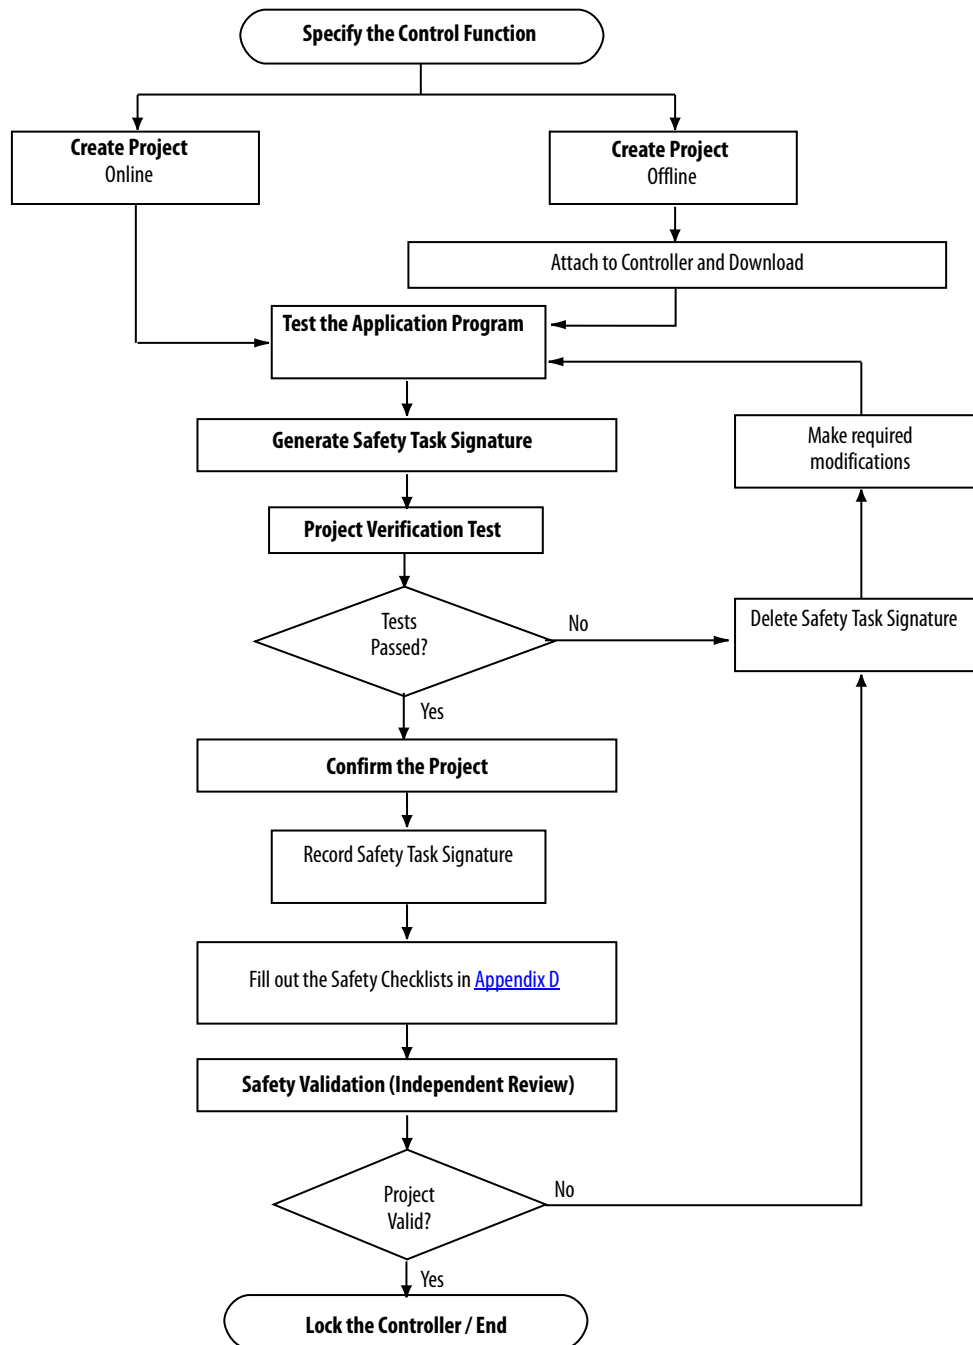 Specify the Control Function
Create Project
Online
Create Project
Offline
Attach to Controller and Download
Test the Application Program
Generate Safety Task Signature
Make required
modifications
Project Verification Test
Tests
Passed?
No
Delete Safety Task Signature
Yes
Confirm the Project
Record Safety Task Signature
Fill out the Safety Checklists in Appendix D
Safety Validation (Independent Review)
Project
Valid?
No
Yes
Lock the Controller / End